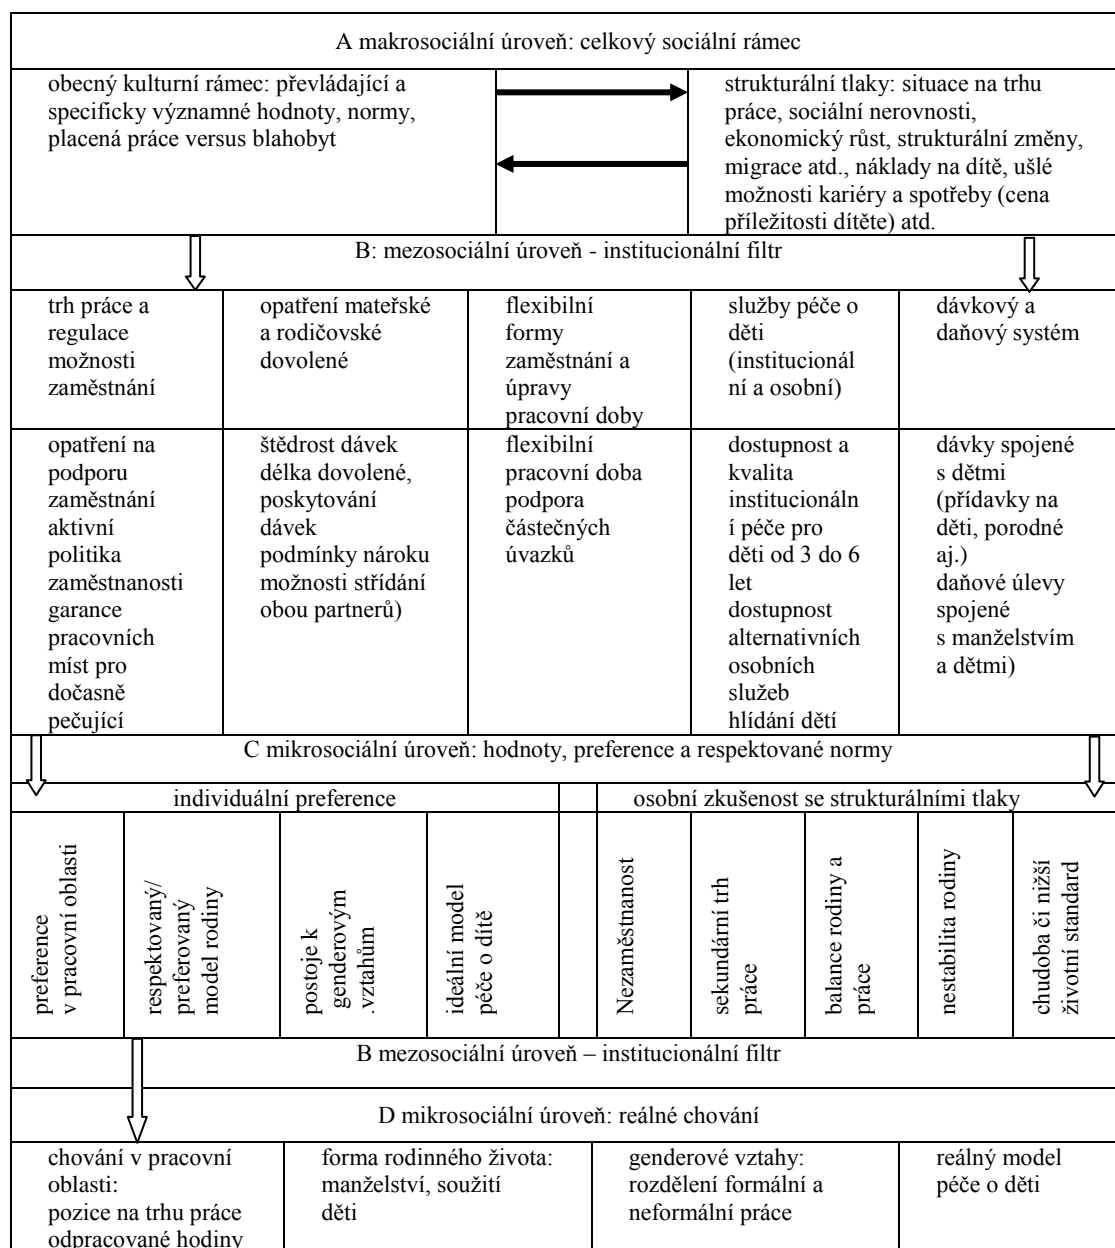 A makrosociální úroveň: celkový sociální rámec
obecný kulturní rámec: převládající a
specificky významné hodnoty, normy,
placená práce versus blahobyt
strukturální tlaky: situace na trhu
práce, sociální nerovnosti,
ekonomický růst, strukturální změny,
migrace atd., náklady na dítě, ušlé
možnosti kariéry a spotřeby (cena
příležitosti dítěte) atd.
B: mezosociální úroveň - institucionální filtr
trh práce a
regulace
možnosti
zaměstnání
opatření mateřské
a rodičovské
dovolené
flexibilní
formy
zaměstnání a
úpravy
pracovní doby
služby péče o
děti
(institucionál
ní a osobní)
dávkový a
daňový systém
opatření na
podporu
zaměstnání
aktivní
politika
zaměstnanosti
garance
pracovních
míst pro
dočasně
pečující
štědrost dávek
délka dovolené,
poskytování
dávek
podmínky nároku
možnosti střídání
obou partnerů)
flexibilní
pracovní doba
podpora
částečných
úvazků
dostupnost a
kvalita
institucionáln
í péče pro
děti od 3 do 6
let
dostupnost
alternativních
osobních
služeb
hlídání dětí
dávky spojené
s dětmi
(přídavky na
děti, porodné
aj.)
daňové úlevy
spojené
s manželstvím
a dětmi)
C mikrosociální úroveň: hodnoty, preference a respektované normy
individuální preference
osobní zkušenost se strukturálními tlaky
preference
v pracovní oblasti
respektovaný/
preferovaný
model rodiny
postoje k
genderovým
.vztahům
ideální model
péče o dítě
Nezaměstnanost
sekundární trh
práce
balance rodiny a
práce
nestabilita rodiny
chudoba či nižší
životní standard
B mezosociální úroveň – institucionální filtr
D mikrosociální úroveň: reálné chování
chování v pracovní
oblasti:
pozice na trhu práce
odpracované hodiny
forma rodinného života:
manželství, soužití
děti
genderové vztahy:
rozdělení formální a
neformální práce
reálný model
péče o děti